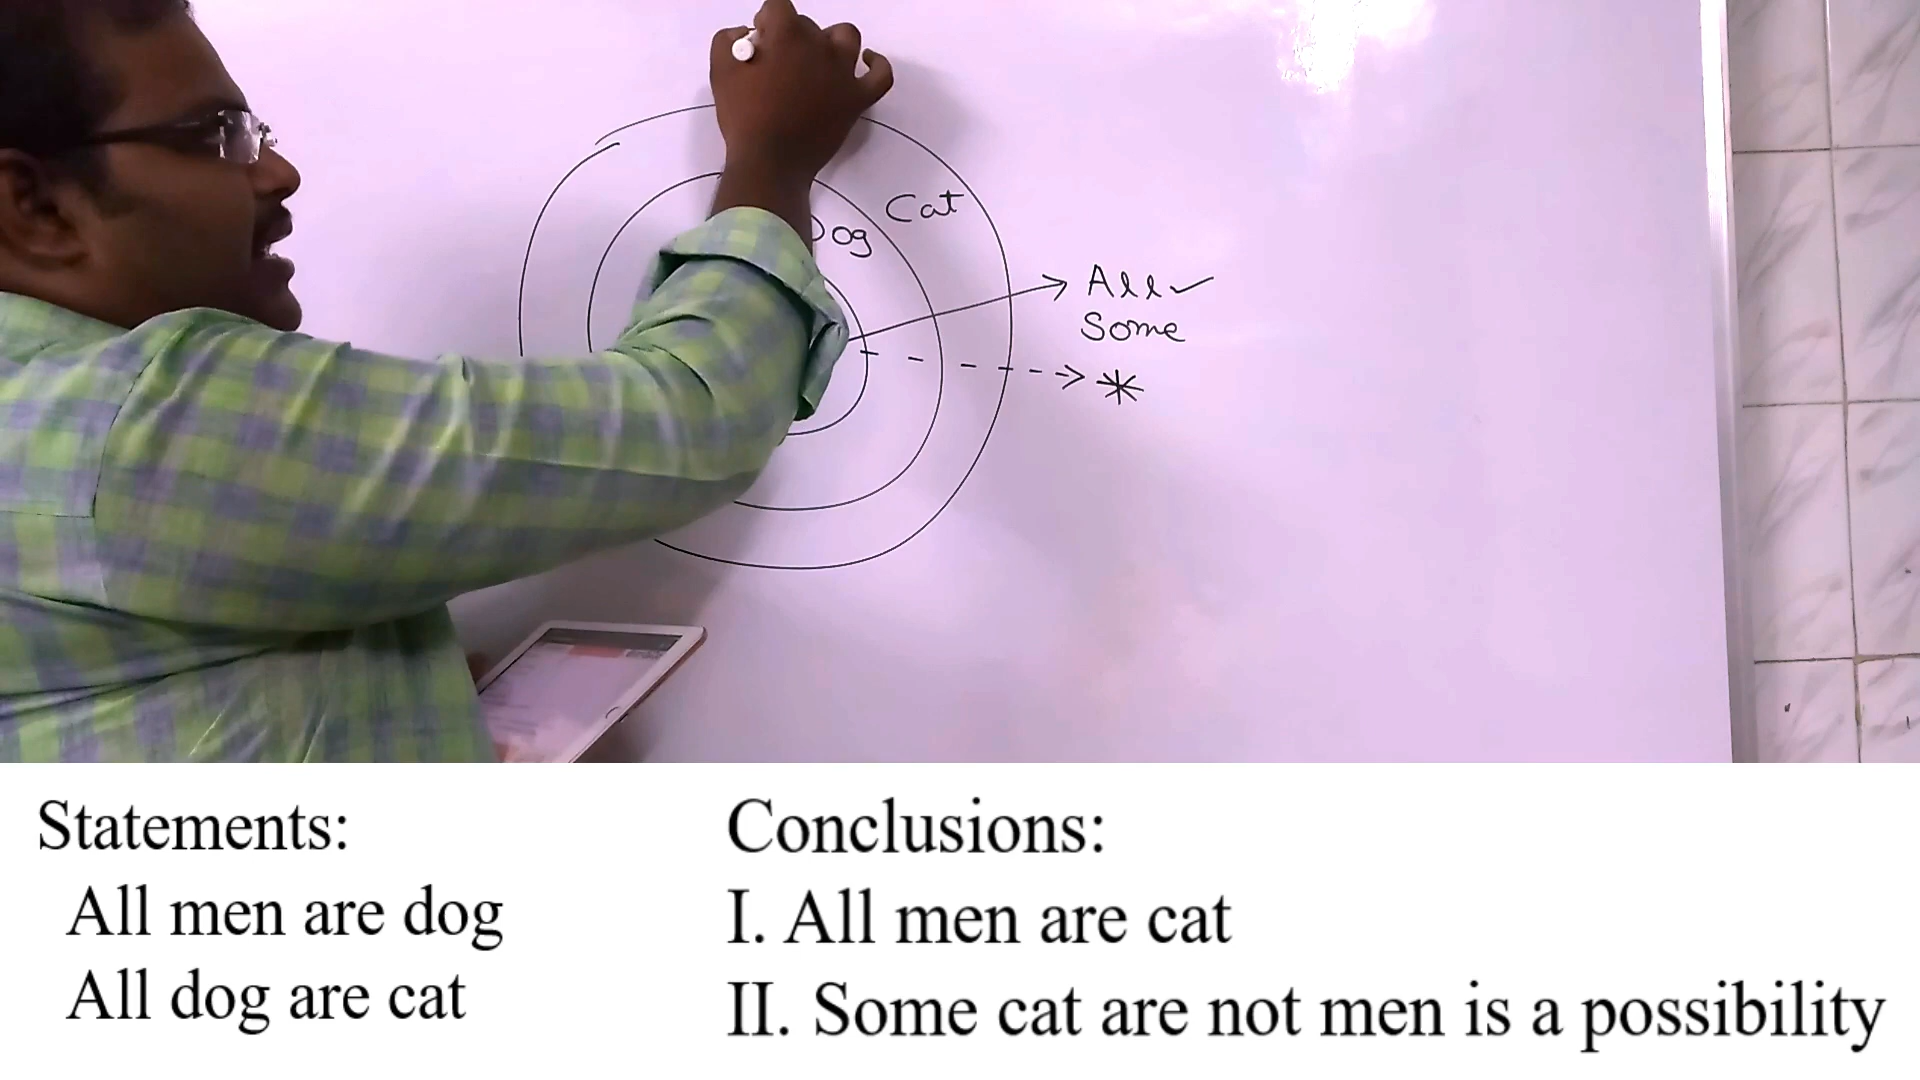 Cat
Dog
All
Some
Statements:
All men are dog
All dog are cat
Conclusions:
I. All men are cat
II. Some cat are not men is a possibility